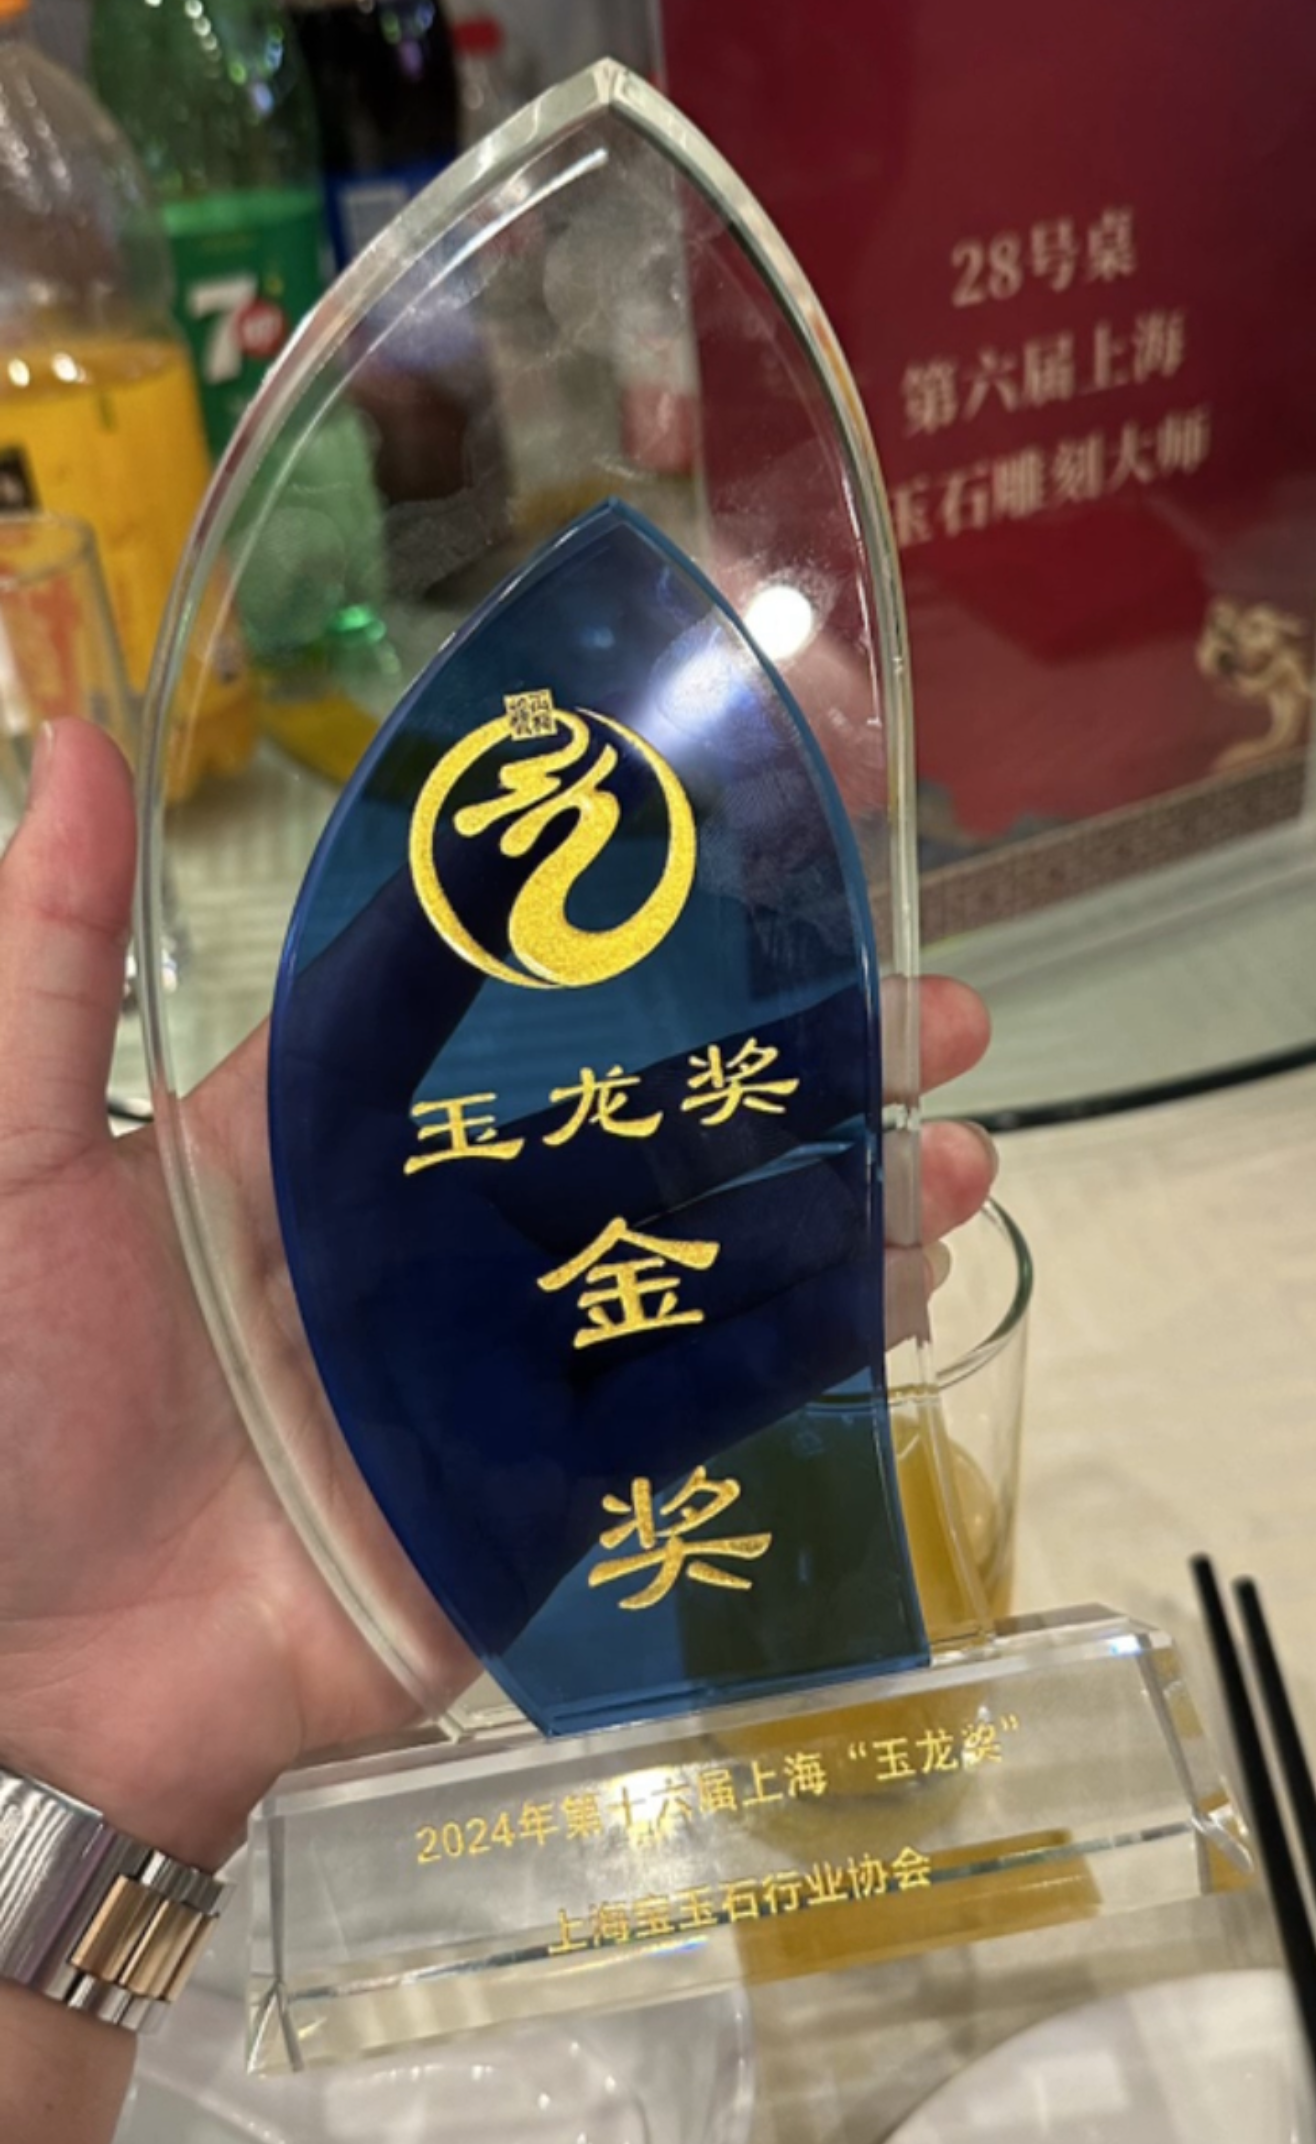 28号桌
第六届上海
玉石雕刻大师
玉龙奖
金
奖
2024年第十六届上海“玉龙奖”
上海宝玉石行业协会
7